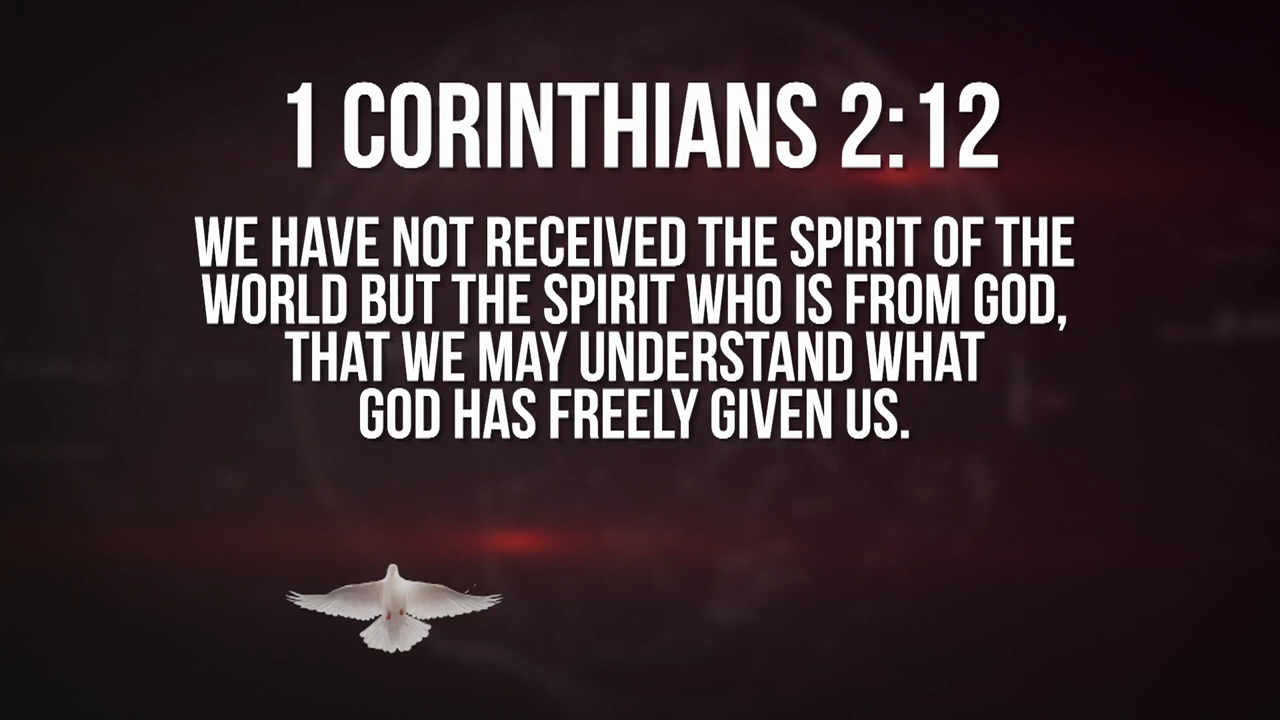 1 CORINTHIANS 2:12
WE HAVE NOT RECEIVED THE SPIRIT OF THE
WORLD BUT THE SPIRIT WHO IS FROM GOD,
THAT WE MAY UNDERSTAND WHAT
GOD HAS FREELY GIVEN US.